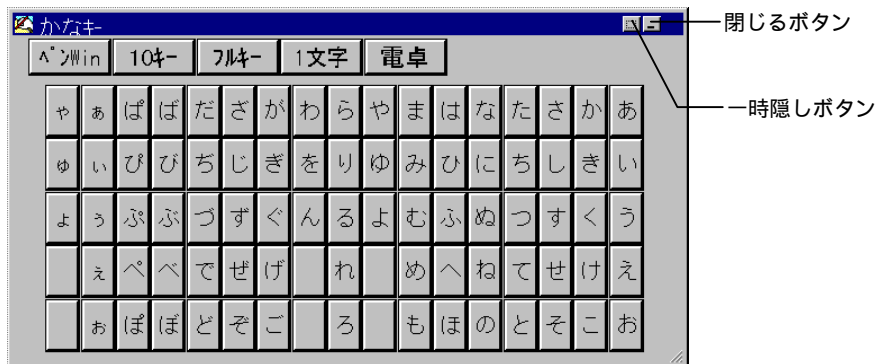 かなｷｰ
閉じるボタン
ﾍﾟﾝWin 10ｷｰ ﾌﾙｷｰ 1文字 電卓
一時隠しボタン
ゃ ぁ ぱ ば だ ざ が わ ら や ま は な た さ か あ
ゅ ぃ ぴ び ぢ じ ぎ を り ゆ み ひ に ち し き い
ょ ぅ ぷ ぶ づ ず ぐ ん る よ む ふ ぬ つ す く う
ぇ ぺ べ で ぜ げ れ め へ ね て せ け え
ぉ ぽ ぼ ど ぞ ご ろ も ほ の と そ こ お